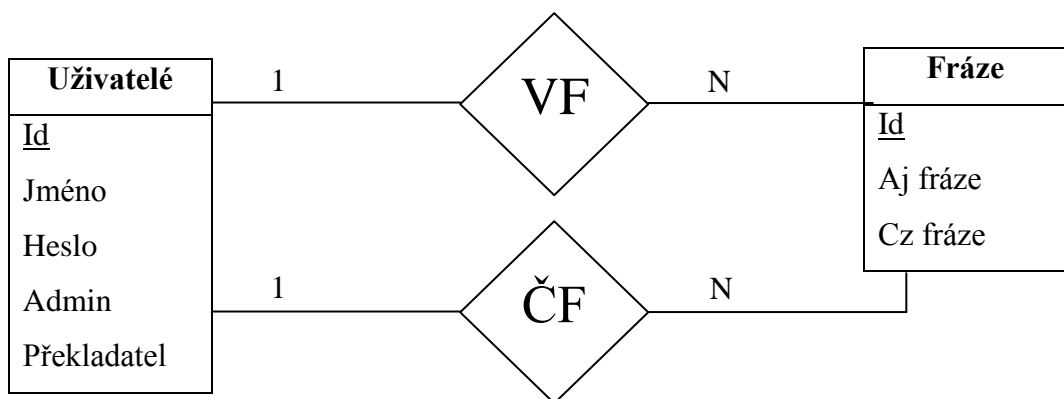 Uživatelé
Id
Jméno
Heslo
Admin
Překladatel
1
VF
N
1
ČF
N
Fráze
Id
Aj fráze
Cz fráze